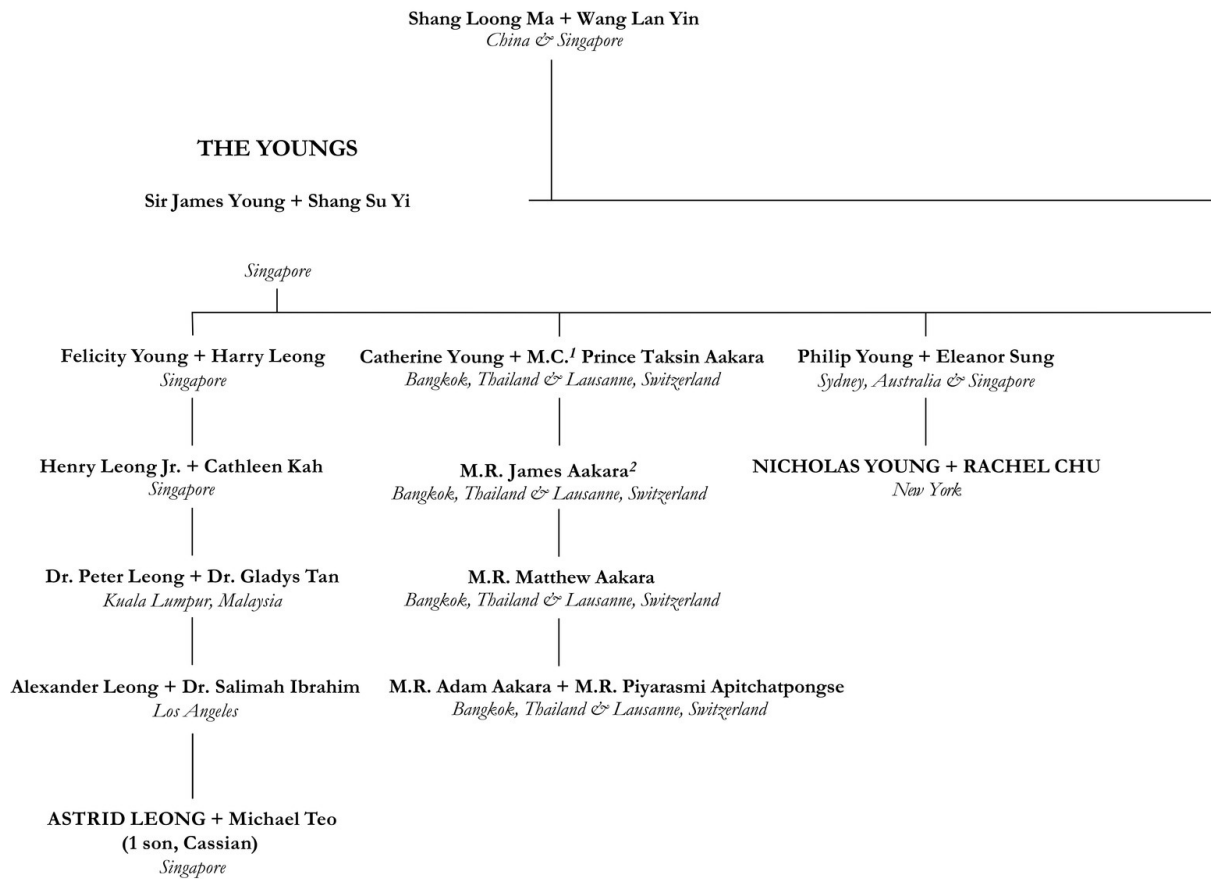 Shang Loong Ma + Wang Lan Yin
China & Singapore
THE YOUNGS
Sir James Young + Shang Su Yi
Singapore
Felicity Young + Harry Leong
Singapore
Catherine Young + M.C.¹ Prince Taksin Aakara
Bangkok, Thailand & Lausanne, Switzerland
Philip Young + Eleanor Sung
Sydney, Australia & Singapore
Henry Leong Jr. + Cathleen Kah
Singapore
M.R. James Aakara²
Bangkok, Thailand & Lausanne, Switzerland
NICHOLAS YOUNG + RACHEL CHU
New York
Dr. Peter Leong + Dr. Gladys Tan
Kuala Lumpur, Malaysia
M.R. Matthew Aakara
Bangkok, Thailand & Lausanne, Switzerland
Alexander Leong + Dr. Salimah Ibrahim
Los Angeles
M.R. Adam Aakara + M.R. Piyarasmi Apitchatpongse
Bangkok, Thailand & Lausanne, Switzerland
ASTRID LEONG + Michael Teo
(1 son, Cassian)
Singapore